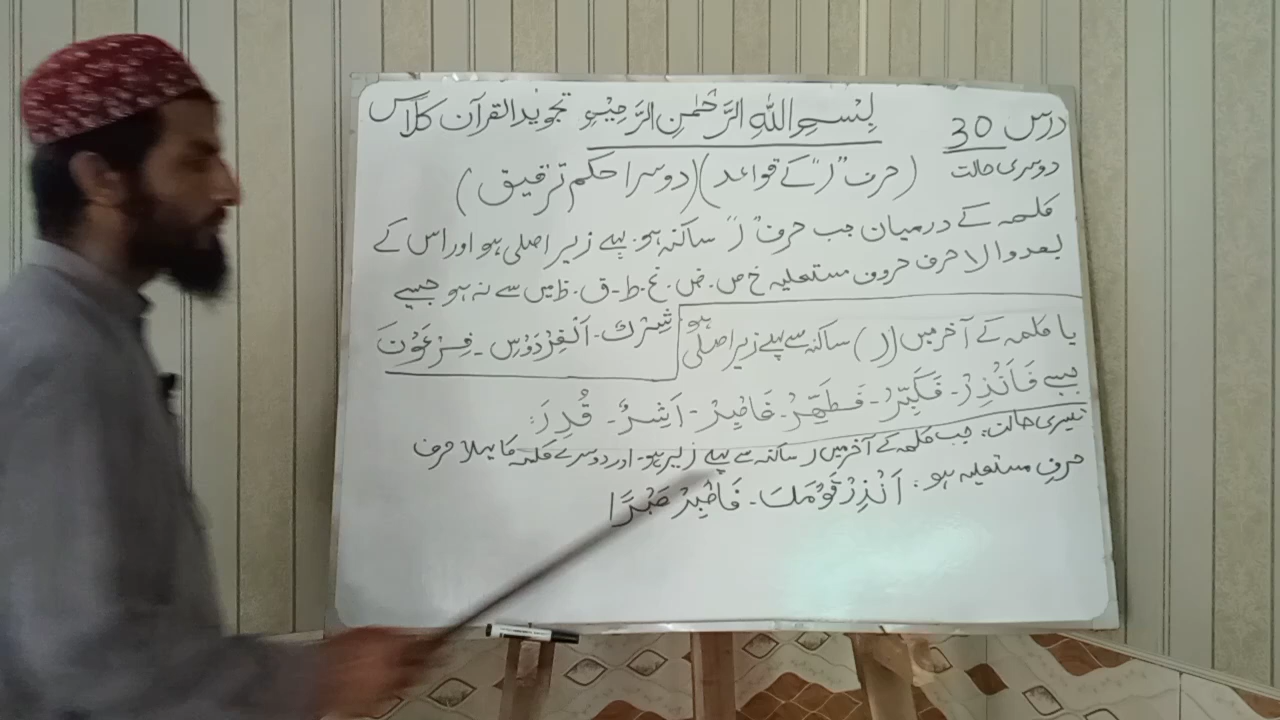 درس 30 بِسْمِ اللهِ الرَّحْمٰنِ الرَّحِيْمِ تجوید القرآن کلاس
دوسری حالت (حرف "ر" کے قواعد) (دوسرا حکم ترقیق)
کلمہ کے درمیان جب حرف "ر" ساکنہ ہو۔ پہلے زیر اصلی ہو اور اس کے
بعد والا حرف حروف مستعلیہ خ ص۔ ض۔ غ۔ ط۔ ق۔ ظ میں سے نہ ہو جیسے
شِرْك۔ اَلْفِرْدَوْسِ۔ فِرْعَوْنَ
یا کلمہ کے آخر میں (ر) ساکنہ سے پہلے زیر اصلی ہو
جیسے فَاَنْذِرْ۔ فَكَبِّرْ۔ فَطَهِّرْ۔ فَاصْبِرْ۔ اَشِرٌ۔ قُدِرَ:
تیسری حالت: جب کلمہ کے آخر میں ر ساکنہ سے پہلے زیر ہو۔ اور دوسرے کلمہ کا پہلا حرف
حرفِ مستعلیہ ہو: اَنْذِرْ قَوْمَكَ۔ فَاصْبِرْ صَبْرًا